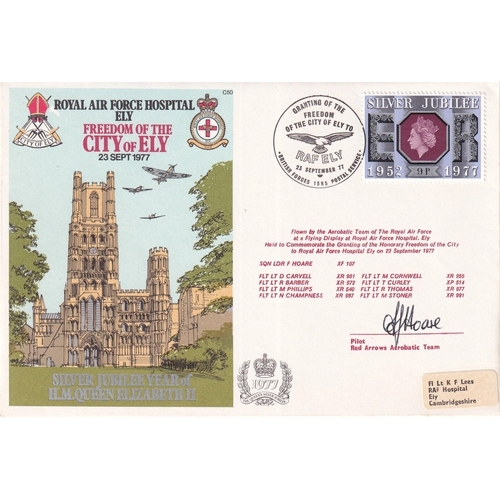 C50
CITY OF ELY
ROYAL AIR FORCE HOSPITAL
ELY
FREEDOM OF THE
CITY OF ELY
23 SEPT 1977
SILVER JUBILEE YEAR of
H.M. QUEEN ELIZABETH II
GRANTING OF THE
FREEDOM
OF THE CITY OF ELY TO
RAF ELY
23 SEPTEMBER 77
BRITISH FORCES 1595 POSTAL SERVICE
SILVER JUBILEE
E R
1952 9P 1977
Flown by the Aerobatic Team of The Royal Air Force
at a Flying Display at Royal Air Force Hospital, Ely
Held to Commemorate the Granting of the Honorary Freedom of the City
to Royal Air Force Hospital Ely on 23 September 1977
SQN LDR F HOARE XF 107
FLT LT D CARVELL XR 981 FLT LT M CORNWELL XR 955
FLT LT R BARBER XR 572 FLT LT T CURLEY XP 514
FLT LT M PHILLIPS XR 540 FLT LT R THOMAS XR 977
FLT LT N CHAMPNESS XR 987 FLT LT M STONER XR 991
Hoare
Pilot
Red Arrows Aerobatic Team
1977
Fl Lt K F Lees
RAF Hospital
Ely
Cambridgeshire